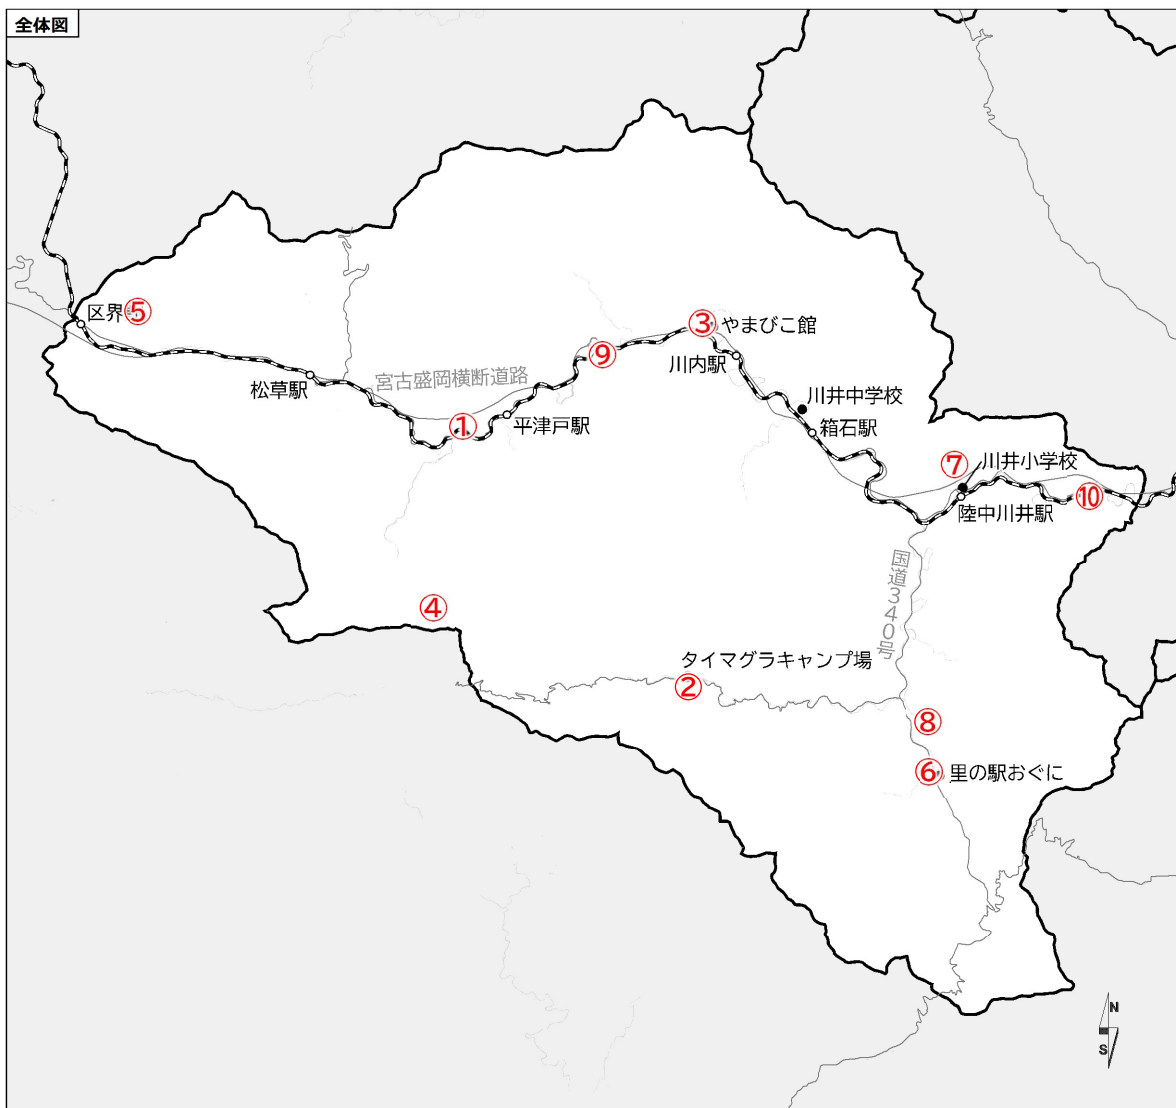 全体図
区界
⑤
③
やまびこ館
⑨
川内駅
松草駅
宮古盛岡横断道路
川井中学校
①
平津戸駅
箱石駅
⑦
川井小学校
⑩
陸中川井駅
国道340号
④
タイマグラキャンプ場
②
⑧
⑥
里の駅おぐに
N
S